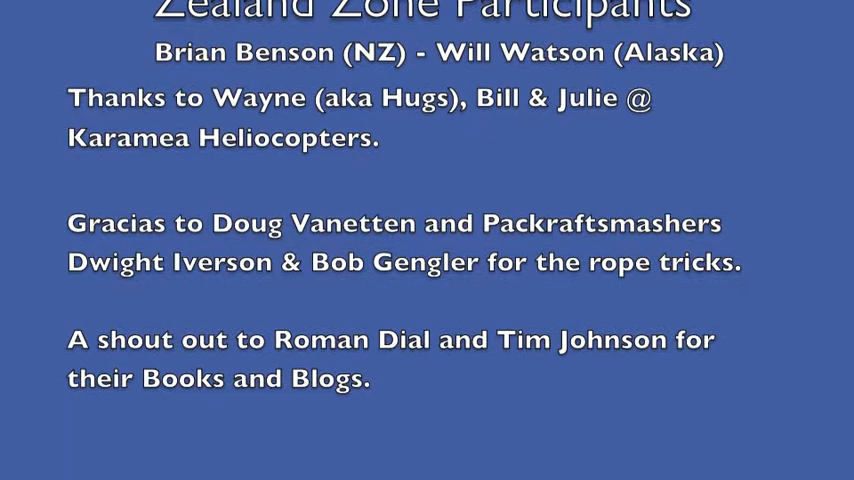 Zealand Zone Participants
Brian Benson (NZ) - Will Watson (Alaska)
Thanks to Wayne (aka Hugs), Bill & Julie @
Karamea Heliocopters.
Gracias to Doug Vanetten and Packraftsmashers
Dwight Iverson & Bob Gengler for the rope tricks.
A shout out to Roman Dial and Tim Johnson for
their Books and Blogs.